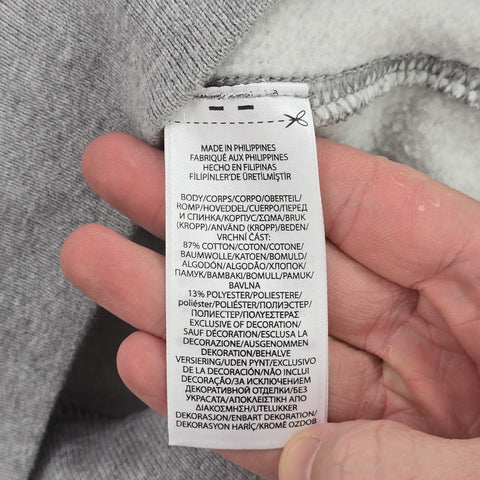 MADE IN PHILIPPINES
FABRIQUÉ AUX PHILIPPINES
HECHO EN FILIPINAS
FİLİPİNLER'DE ÜRETİLMİŞTİR
BODY/CORPS/CORPO/OBERTEIL/
ROMP/HOVEDDEL/CUERPO/ПЕРЕД
И СПИНКА/КОРПУС/ΣΩΜΑ/BRUK
(KROPP)/ANVÄND (KROPP)/BEDEN/
VRCHNÍ ČÁST:
87% COTTON/COTON/COTONE/
BAUMWOLLE/KATOEN/BOMULD/
ALGODÓN/ALGODÃO/ХЛОПОК/
ПАМУК/ΒΑΜΒΑΚΙ/BOMULL/PAMUK/
BAVLNA
13% POLYESTER/POLIESTERE/
poliéster/POLIÉSTER/ПОЛИЭСТЕР/
ПОЛИЕСТЕР/ΠΟΛΥΕΣΤΕΡΑΣ
EXCLUSIVE OF DECORATION/
SAUF DÉCORATION/ESCLUSA LA
DECORAZIONE/AUSGENOMMEN
DEKORATION/BEHALVE
VERSIERING/UDEN PYNT/EXCLUSIVO
DE LA DECORACIÓN/NÃO INCLUI
DECORAÇÃO/ЗА ИСКЛЮЧЕНИЕМ
ДЕКОРАТИВНОЙ ОТДЕЛКИ/БЕЗ
УКРАСАТА/ΑΠΟΚΛΕΙΣΤΙΚΗ ΑΠΟ
ΔΙΑΚΟΣΜΗΣΗ/UTELUKKER
DEKORASJON/ENBART DEKORATION/
DEKORASYON HARİÇ/KROMĚ OZDOB